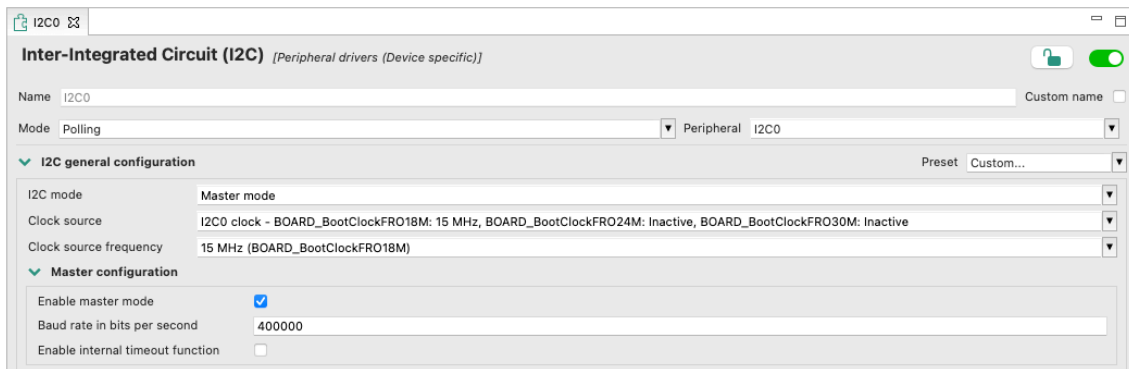 I2C0
Inter-Integrated Circuit (I2C) [Peripheral drivers (Device specific)]
Name I2C0 Custom name
Mode Polling Peripheral I2C0
I2C general configuration Preset Custom...
I2C mode Master mode
Clock source I2C0 clock - BOARD_BootClockFRO18M: 15 MHz, BOARD_BootClockFRO24M: Inactive, BOARD_BootClockFRO30M: Inactive
Clock source frequency 15 MHz (BOARD_BootClockFRO18M)
Master configuration
Enable master mode
Baud rate in bits per second 400000
Enable internal timeout function